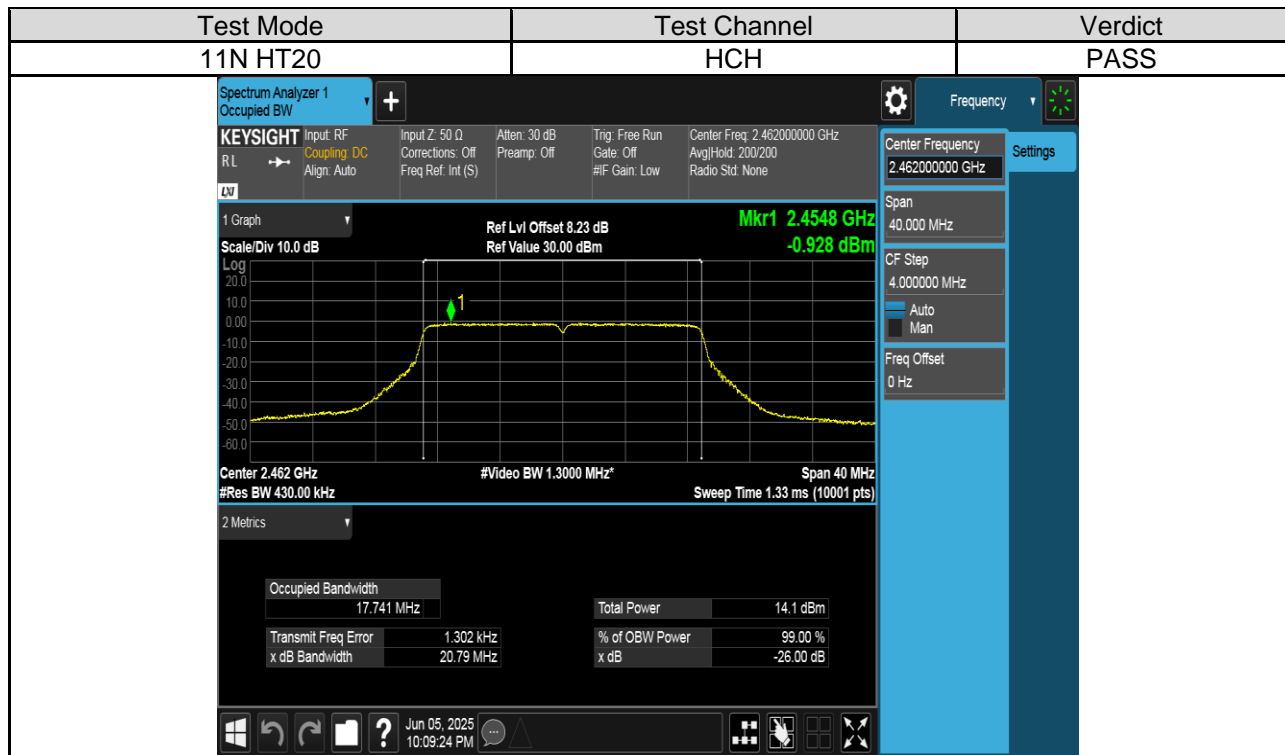 Test Mode Test Channel Verdict
11N HT20 HCH PASS
Spectrum Analyzer 1
Occupied BW
+
Frequency
KEYSIGHT
RL
LXI
Input: RF
Coupling: DC
Align: Auto
Input Z: 50 Ω
Corrections: Off
Freq Ref: Int (S)
Atten: 30 dB
Preamp: Off
Trig: Free Run
Gate: Off
#IF Gain: Low
Center Freq: 2.462000000 GHz
Avg|Hold: 200/200
Radio Std: None
Center Frequency
2.462000000 GHz
Settings
Span
40.000 MHz
CF Step
4.000000 MHz
Auto
Man
Freq Offset
0 Hz
1 Graph
Scale/Div 10.0 dB
Ref Lvl Offset 8.23 dB
Ref Value 30.00 dBm
Mkr1 2.4548 GHz
-0.928 dBm
Log
20.0
10.0
0.00
-10.0
-20.0
-30.0
-40.0
-50.0
-60.0
1
Center 2.462 GHz
#Res BW 430.00 kHz
#Video BW 1.3000 MHz*
Span 40 MHz
Sweep Time 1.33 ms (10001 pts)
2 Metrics
Occupied Bandwidth
17.741 MHz
Total Power 14.1 dBm
Transmit Freq Error 1.302 kHz
% of OBW Power 99.00 %
x dB Bandwidth 20.79 MHz
x dB -26.00 dB
?
Jun 05, 2025
10:09:24 PM